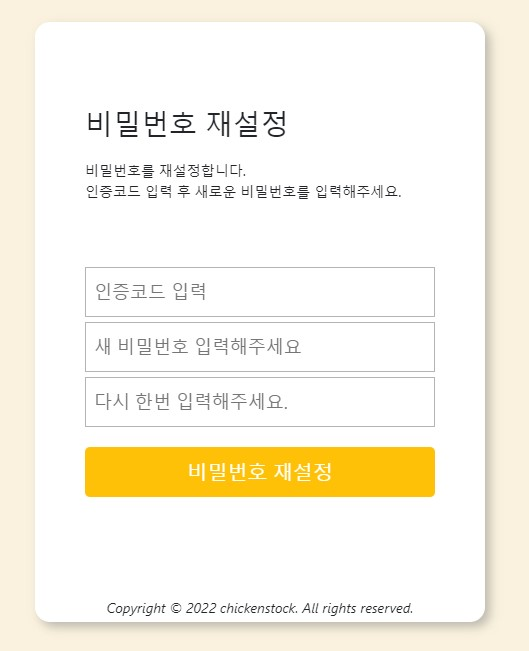 비밀번호 재설정
비밀번호를 재설정합니다.
인증코드 입력 후 새로운 비밀번호를 입력해주세요.
인증코드 입력
새 비밀번호 입력해주세요
다시 한번 입력해주세요.
비밀번호 재설정
Copyright © 2022 chickenstock. All rights reserved.